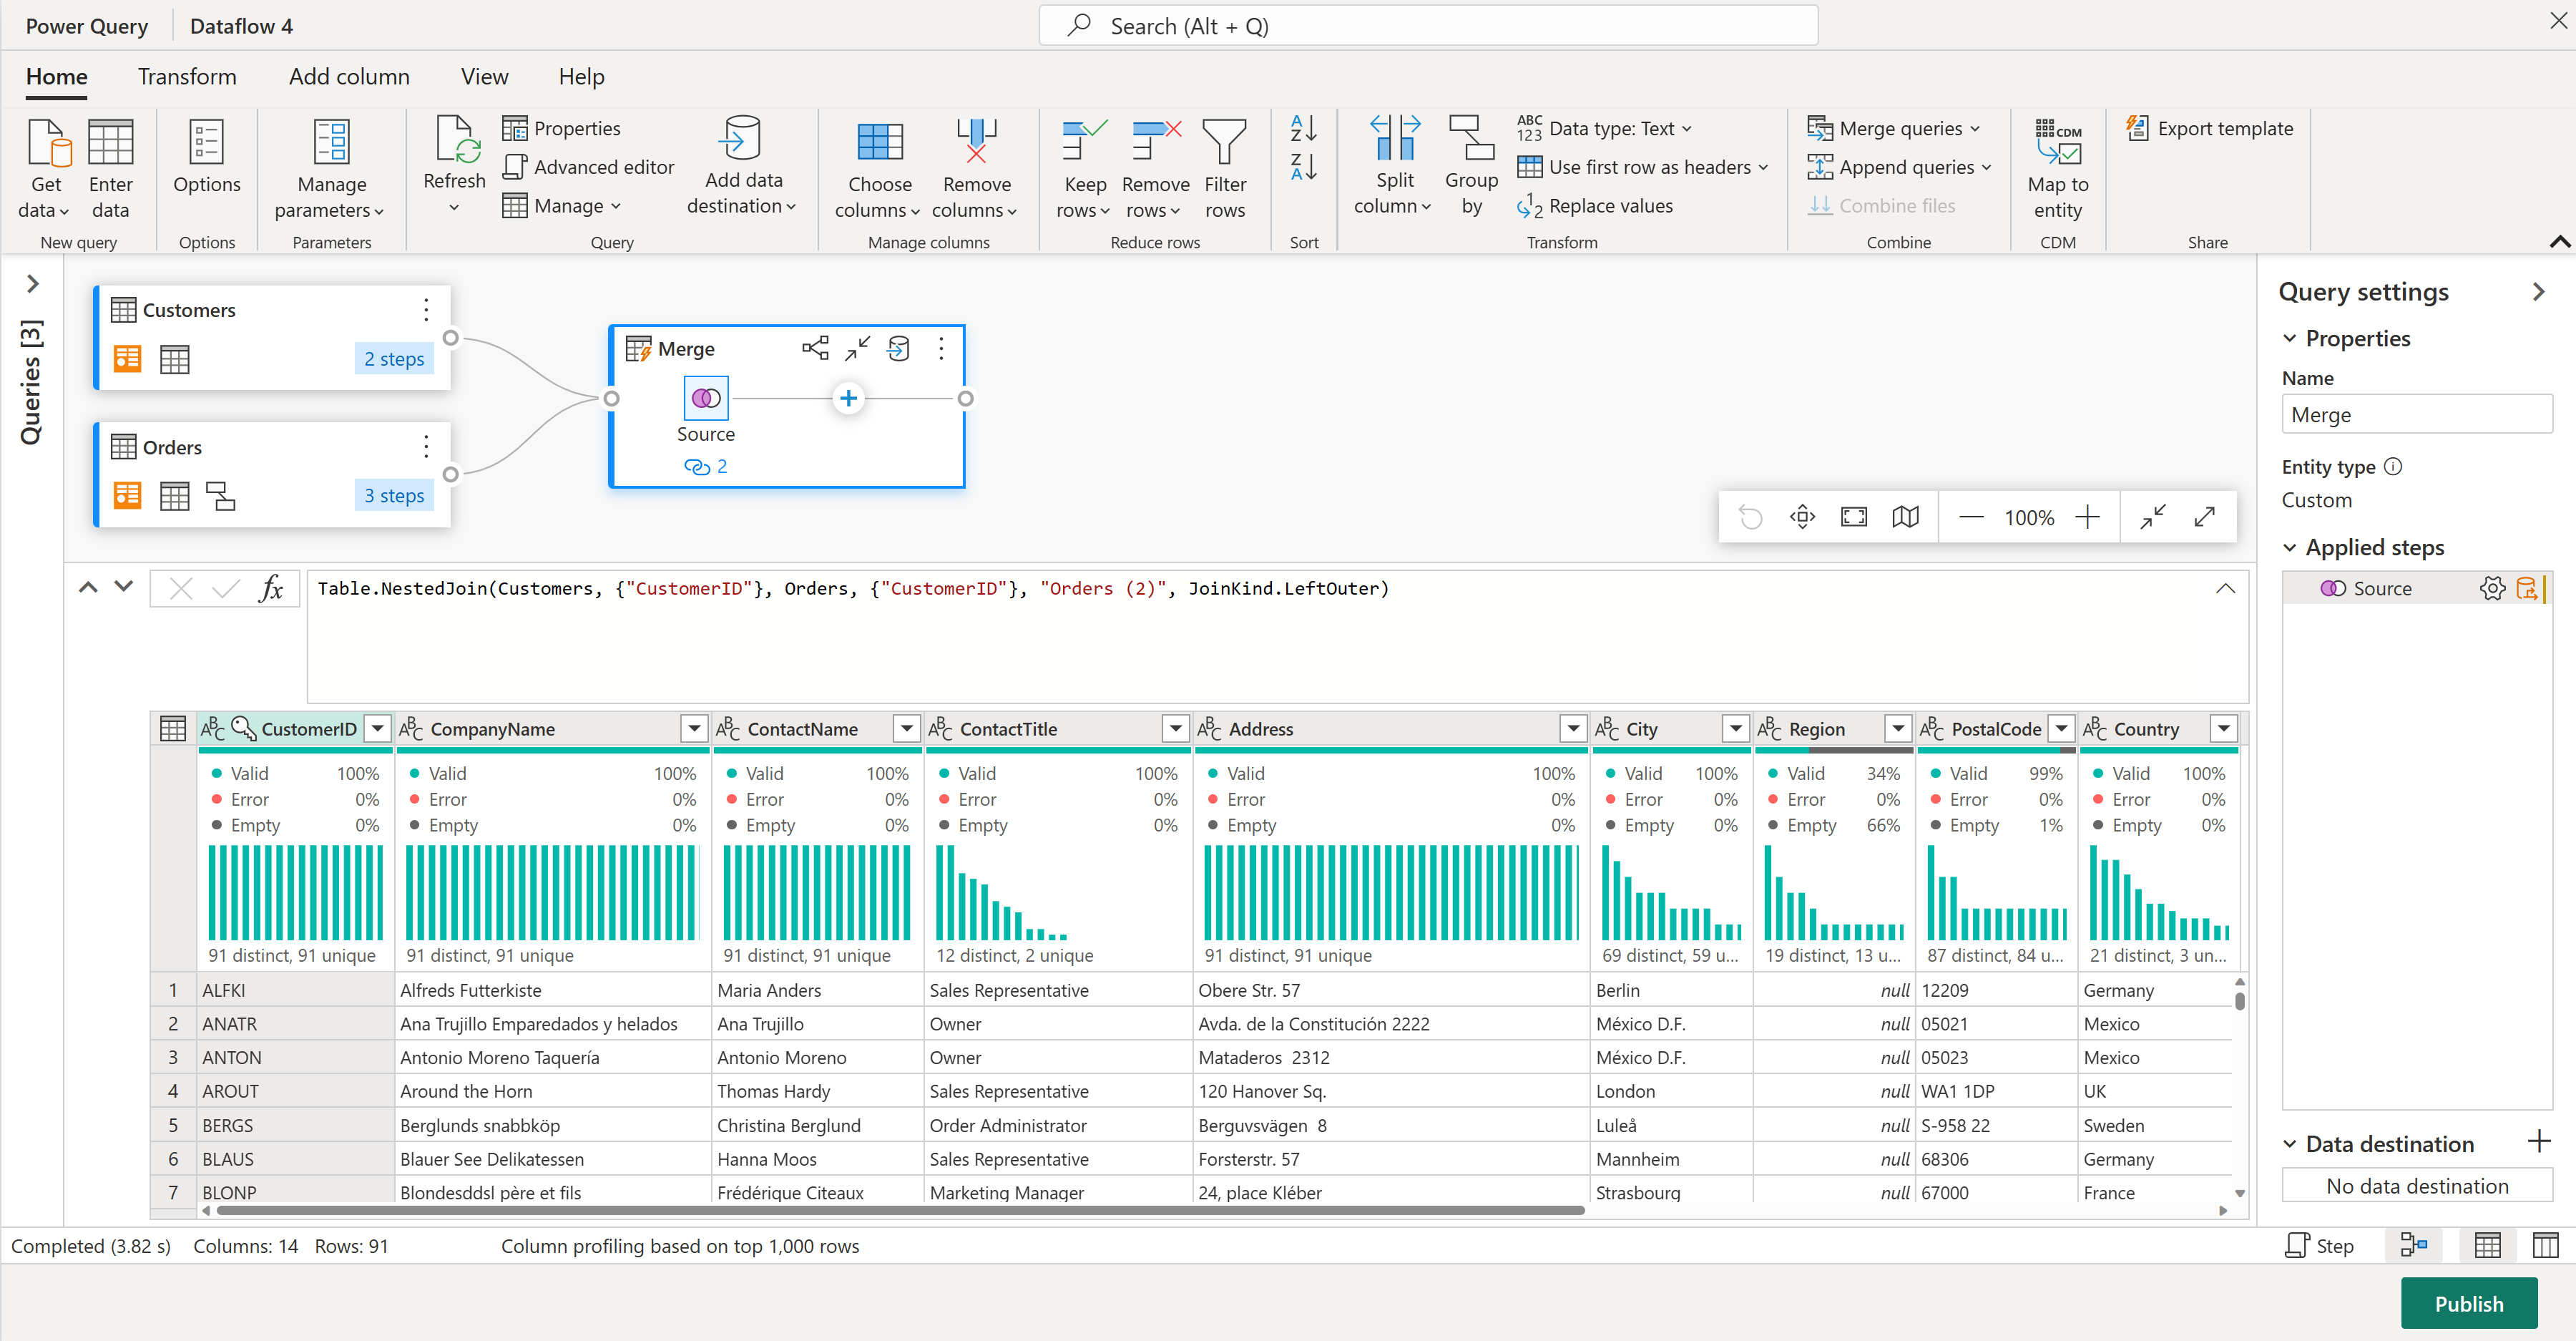 Power Query
Dataflow 4
Search (Alt + Q)
Home
Transform
Add column
View
Help
Get data
Enter data
New query
Options
Options
Manage parameters
Parameters
Refresh
Properties
Advanced editor
Manage
Add data destination
Query
Choose columns
Remove columns
Manage columns
Keep rows
Remove rows
Filter rows
Reduce rows
A
Z
Z
A
Sort
Split column
Group by
ABC
123
Data type: Text
Use first row as headers
1
2
Replace values
Transform
Merge queries
Append queries
Combine files
Combine
CDM
Map to entity
CDM
Export template
Share
Queries [3]
Customers
2 steps
Orders
3 steps
Merge
Source
2
100%
Query settings
Properties
Name
Merge
Entity type
Custom
Applied steps
Source
Data destination
No data destination
fx
Table.NestedJoin(Customers, {"CustomerID"}, Orders, {"CustomerID"}, "Orders (2)", JoinKind.LeftOuter)
ABC CustomerID ABC CompanyName ABC ContactName ABC ContactTitle ABC Address ABC City ABC Region ABC PostalCode ABC Country
Valid 100% Valid 100% Valid 100% Valid 100% Valid 100% Valid 100% Valid 34% Valid 99% Valid 100%
Error 0% Error 0% Error 0% Error 0% Error 0% Error 0% Error 0% Error 0% Error 0%
Empty 0% Empty 0% Empty 0% Empty 0% Empty 0% Empty 0% Empty 66% Empty 1% Empty 0%
91 distinct, 91 unique 91 distinct, 91 unique 91 distinct, 91 unique 12 distinct, 2 unique 91 distinct, 91 unique 69 distinct, 59 u... 19 distinct, 13 u... 87 distinct, 84 u... 21 distinct, 3 un...
1 ALFKI Alfreds Futterkiste Maria Anders Sales Representative Obere Str. 57 Berlin null 12209 Germany
2 ANATR Ana Trujillo Emparedados y helados Ana Trujillo Owner Avda. de la Constitución 2222 México D.F. null 05021 Mexico
3 ANTON Antonio Moreno Taquería Antonio Moreno Owner Mataderos  2312 México D.F. null 05023 Mexico
4 AROUT Around the Horn Thomas Hardy Sales Representative 120 Hanover Sq. London null WA1 1DP UK
5 BERGS Berglunds snabbköp Christina Berglund Order Administrator Berguvsvägen  8 Luleå null S-958 22 Sweden
6 BLAUS Blauer See Delikatessen Hanna Moos Sales Representative Forsterstr. 57 Mannheim null 68306 Germany
7 BLONP Blondesddsl père et fils Frédérique Citeaux Marketing Manager 24, place Kléber Strasbourg null 67000 France
Completed (3.82 s) Columns: 14 Rows: 91 Column profiling based on top 1,000 rows
Step
Publish